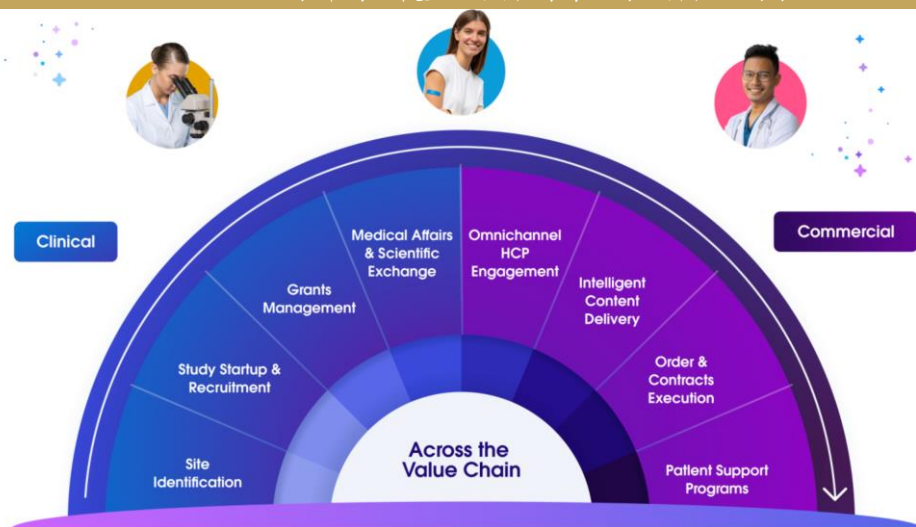 Clinical
Commercial
Medical Affairs
& Scientific
Exchange
Omnichannel
HCP
Engagement
Grants
Management
Intelligent
Content
Delivery
Study Startup &
Recruitment
Order &
Contracts
Execution
Site
Identification
Across the
Value Chain
Patient Support
Programs